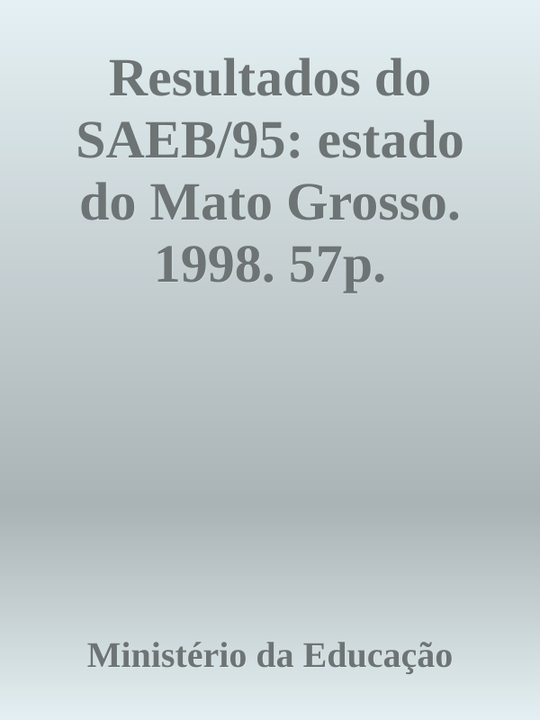 Resultados do
SAEB/95: estado
do Mato Grosso.
1998. 57p.
Ministério da Educação